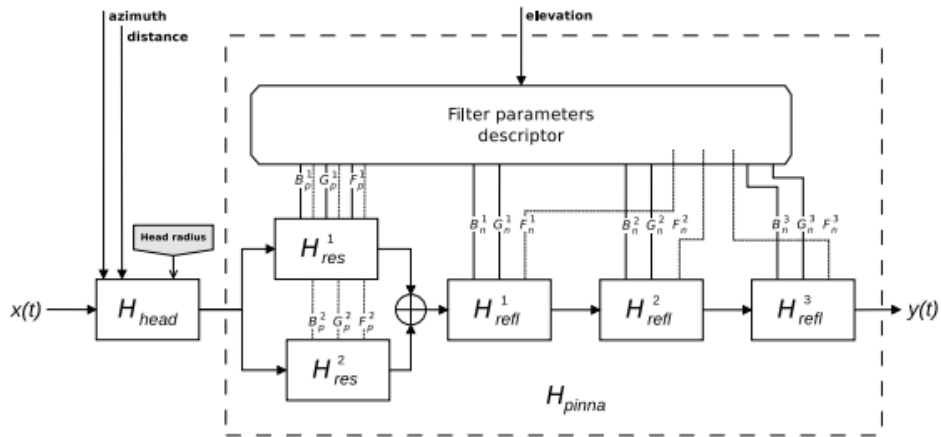 azimuth
distance
elevation
Filter parameters
descriptor
B_p^1 G_p^1 F_p^1
B_n^1 G_n^1 F_n^1
B_n^2 G_n^2 F_n^2
B_n^3 G_n^3 F_n^3
Head radius
H_res^1
x(t)
H_head
H_refl^1
H_refl^2
H_refl^3
y(t)
B_p^2 G_p^2 F_p^2
H_res^2
H_pinna